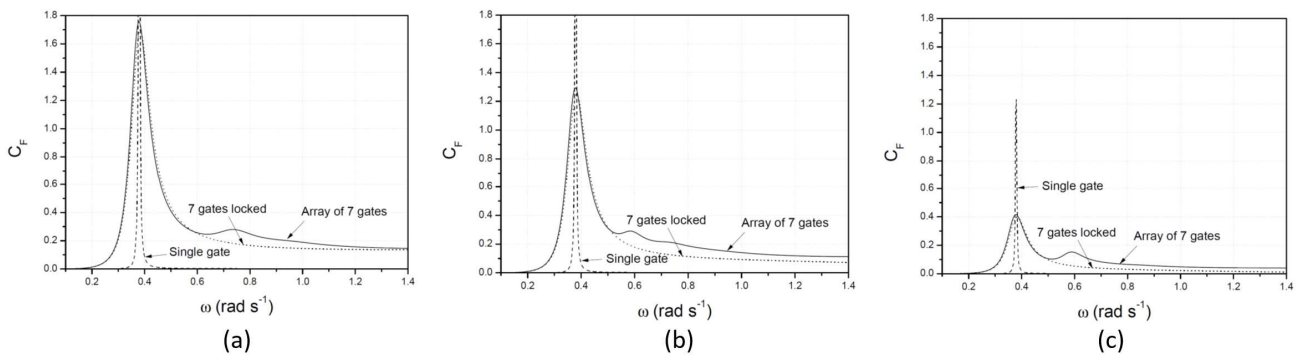 1.8
1.6
1.4
1.2
1.0
0.8
0.6
0.4
0.2
0.0
C_F
7 gates locked
Array of 7 gates
Single gate
0.2 0.4 0.6 0.8 1.0 1.2 1.4
ω (rad s⁻¹)
(a)
1.8
1.6
1.4
1.2
1.0
0.8
0.6
0.4
0.2
0.0
C_F
7 gates locked
Array of 7 gates
Single gate
0.2 0.4 0.6 0.8 1.0 1.2 1.4
ω (rad s⁻¹)
(b)
1.8
1.6
1.4
1.2
1.0
0.8
0.6
0.4
0.2
0.0
C_F
Single gate
7 gates locked
Array of 7 gates
0.2 0.4 0.6 0.8 1.0 1.2 1.4
ω (rad s⁻¹)
(c)